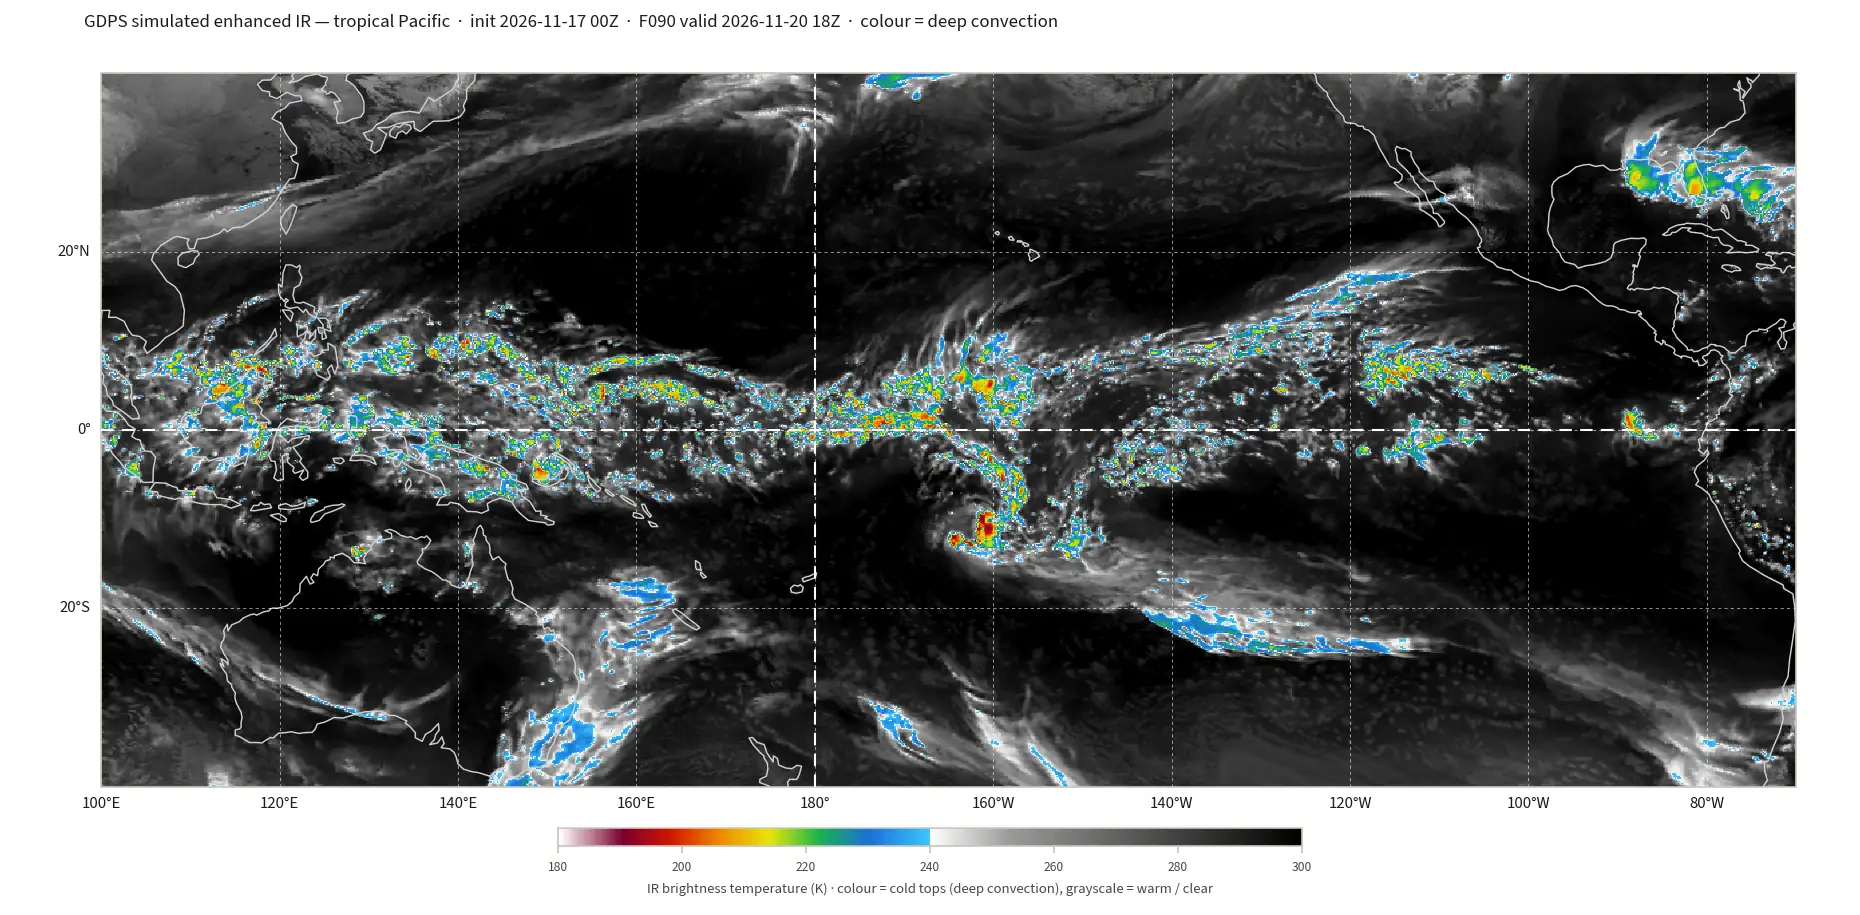 GDPS simulated enhanced IR — tropical Pacific · init 2026-11-17 00Z · F090 valid 2026-11-20 18Z · colour = deep convection
20°N
0°
20°S
100°E 120°E 140°E 160°E 180° 160°W 140°W 120°W 100°W 80°W
180 200 220 240 260 280 300
IR brightness temperature (K) · colour = cold tops (deep convection), grayscale = warm / clear